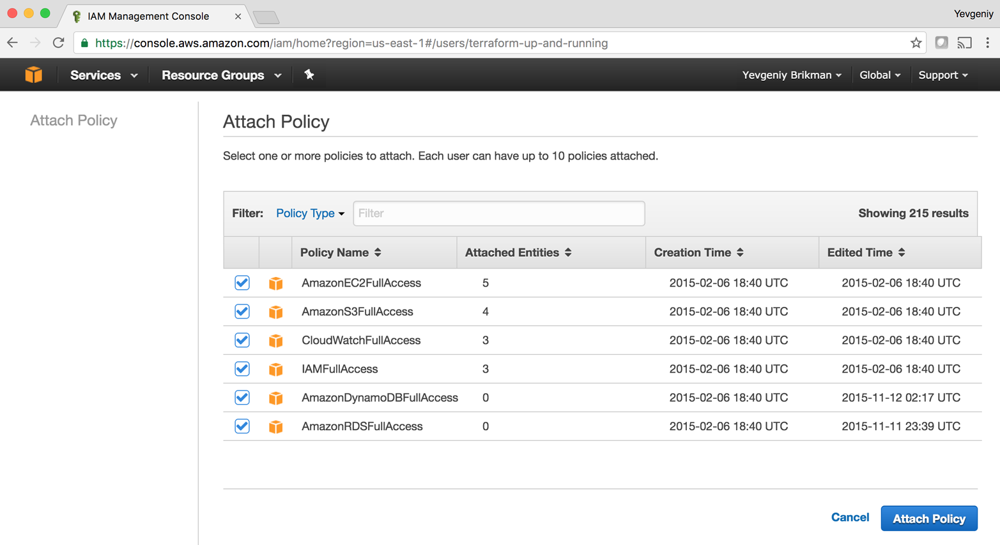 IAM Management Console
Yevgeniy
https://console.aws.amazon.com/iam/home?region=us-east-1#/users/terraform-up-and-running
Services Resource Groups Yevgeniy Brikman Global Support
Attach Policy
Attach Policy
Select one or more policies to attach. Each user can have up to 10 policies attached.
Filter: Policy Type Filter Showing 215 results
Policy Name Attached Entities Creation Time Edited Time
AmazonEC2FullAccess 5 2015-02-06 18:40 UTC 2015-02-06 18:40 UTC
AmazonS3FullAccess 4 2015-02-06 18:40 UTC 2015-02-06 18:40 UTC
CloudWatchFullAccess 3 2015-02-06 18:40 UTC 2015-02-06 18:40 UTC
IAMFullAccess 3 2015-02-06 18:40 UTC 2015-02-06 18:40 UTC
AmazonDynamoDBFullAccess 0 2015-02-06 18:40 UTC 2015-11-12 02:17 UTC
AmazonRDSFullAccess 0 2015-02-06 18:40 UTC 2015-11-11 23:39 UTC
Cancel Attach Policy